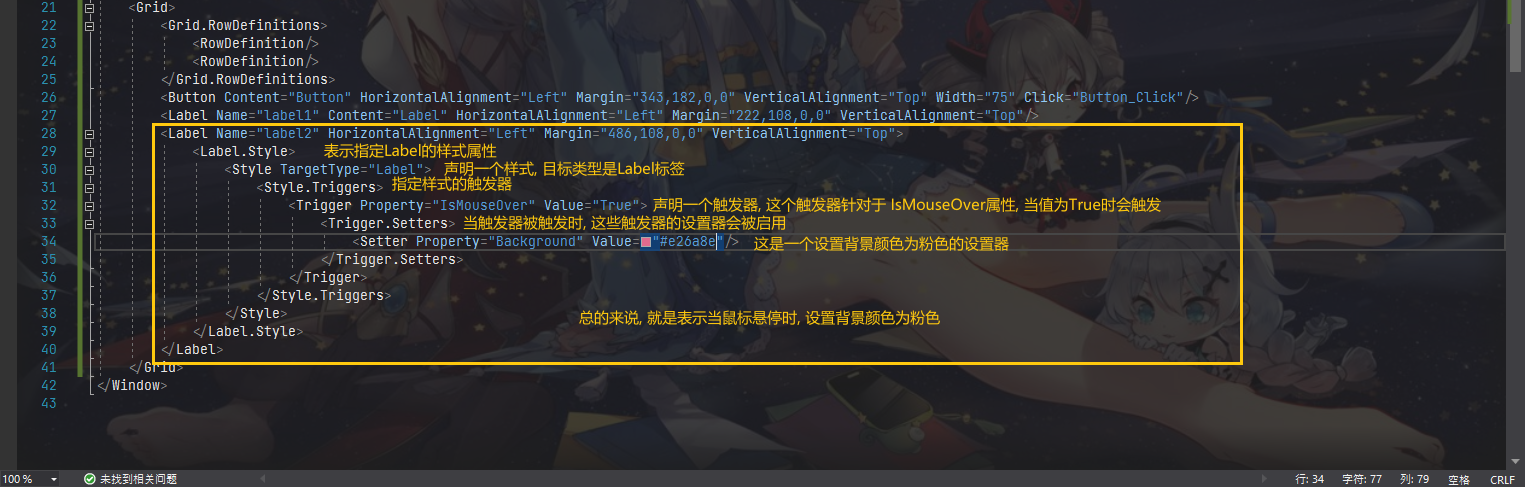 21 <Grid>
22 <Grid.RowDefinitions>
23 <RowDefinition/>
24 <RowDefinition/>
25 </Grid.RowDefinitions>
26 <Button Content="Button" HorizontalAlignment="Left" Margin="343,182,0,0" VerticalAlignment="Top" Width="75" Click="Button_Click"/>
27 <Label Name="label1" Content="Label" HorizontalAlignment="Left" Margin="222,108,0,0" VerticalAlignment="Top"/>
28 <Label Name="label2" HorizontalAlignment="Left" Margin="486,108,0,0" VerticalAlignment="Top">
29 <Label.Style> 表示指定Label的样式属性
30 <Style TargetType="Label"> 声明一个样式, 目标类型是Label标签
31 <Style.Triggers> 指定样式的触发器
32 <Trigger Property="IsMouseOver" Value="True"> 声明一个触发器, 这个触发器针对于 IsMouseOver属性, 当值为True时会触发
33 <Trigger.Setters> 当触发器被触发时, 这些触发器的设置器会被启用
34 <Setter Property="Background" Value="#e26a8e"/> 这是一个设置背景颜色为粉色的设置器
35 </Trigger.Setters>
36 </Trigger>
37 </Style.Triggers>
38 </Style> 总的来说, 就是表示当鼠标悬停时, 设置背景颜色为粉色
39 </Label.Style>
40 </Label>
41 </Grid>
42 </Window>
43
100 % 未找到相关问题 行: 34 字符: 77 列: 79 空格 CRLF